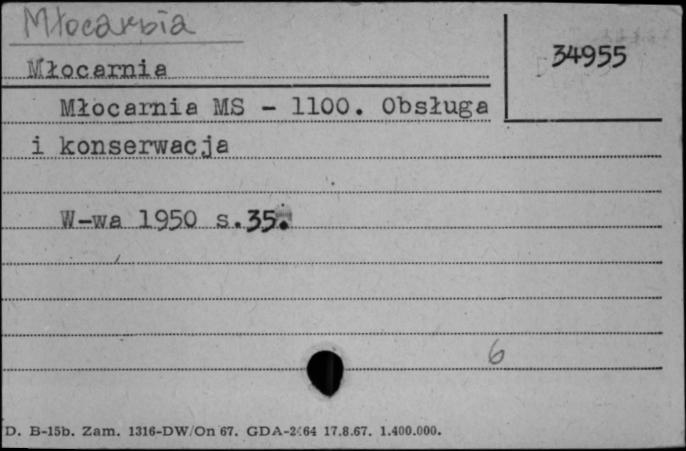 Młocarnia
34955
Młocarnia
Młocarnia MS - 1100. Obsługa
i konserwacja
W-wa 1950 s.35.
6
D. B-15b. Zam. 1316-DW/On 67. GDA-2464 17.8.67. 1.400.000.